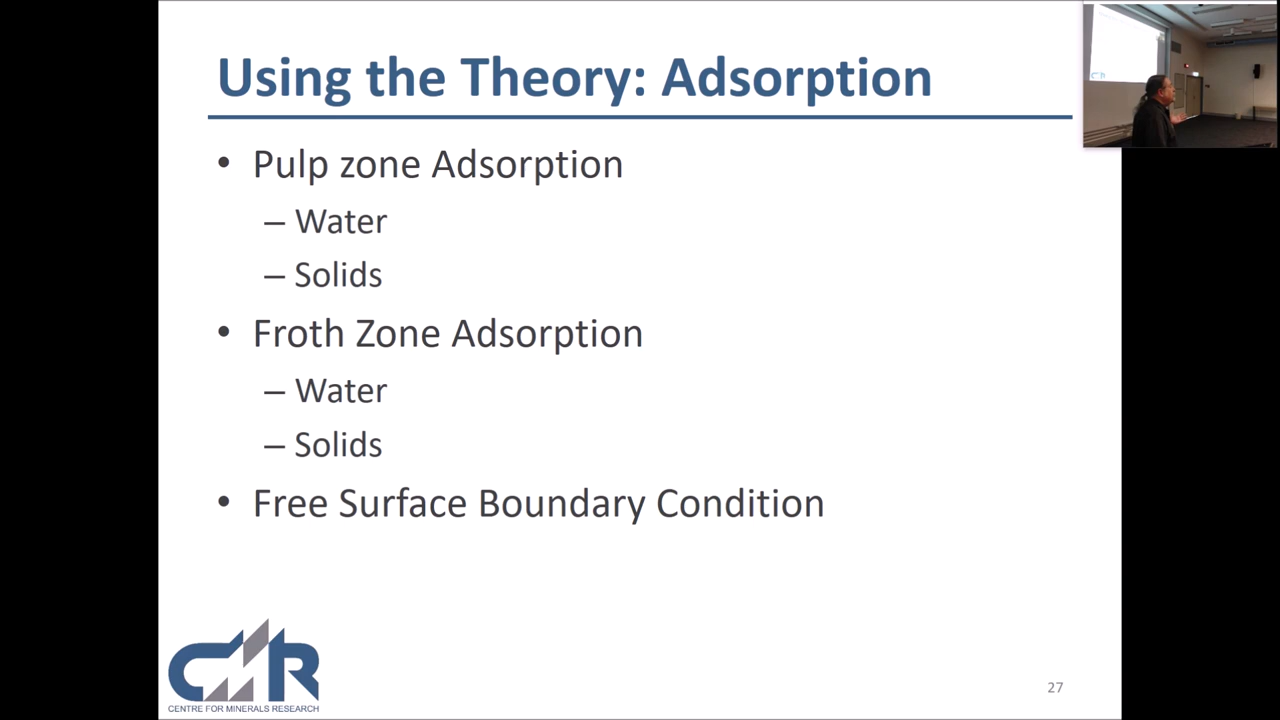 Using the Theory: Adsorption
• Pulp zone Adsorption
– Water
– Solids
• Froth Zone Adsorption
– Water
– Solids
• Free Surface Boundary Condition
CMR
CENTRE FOR MINERALS RESEARCH
27